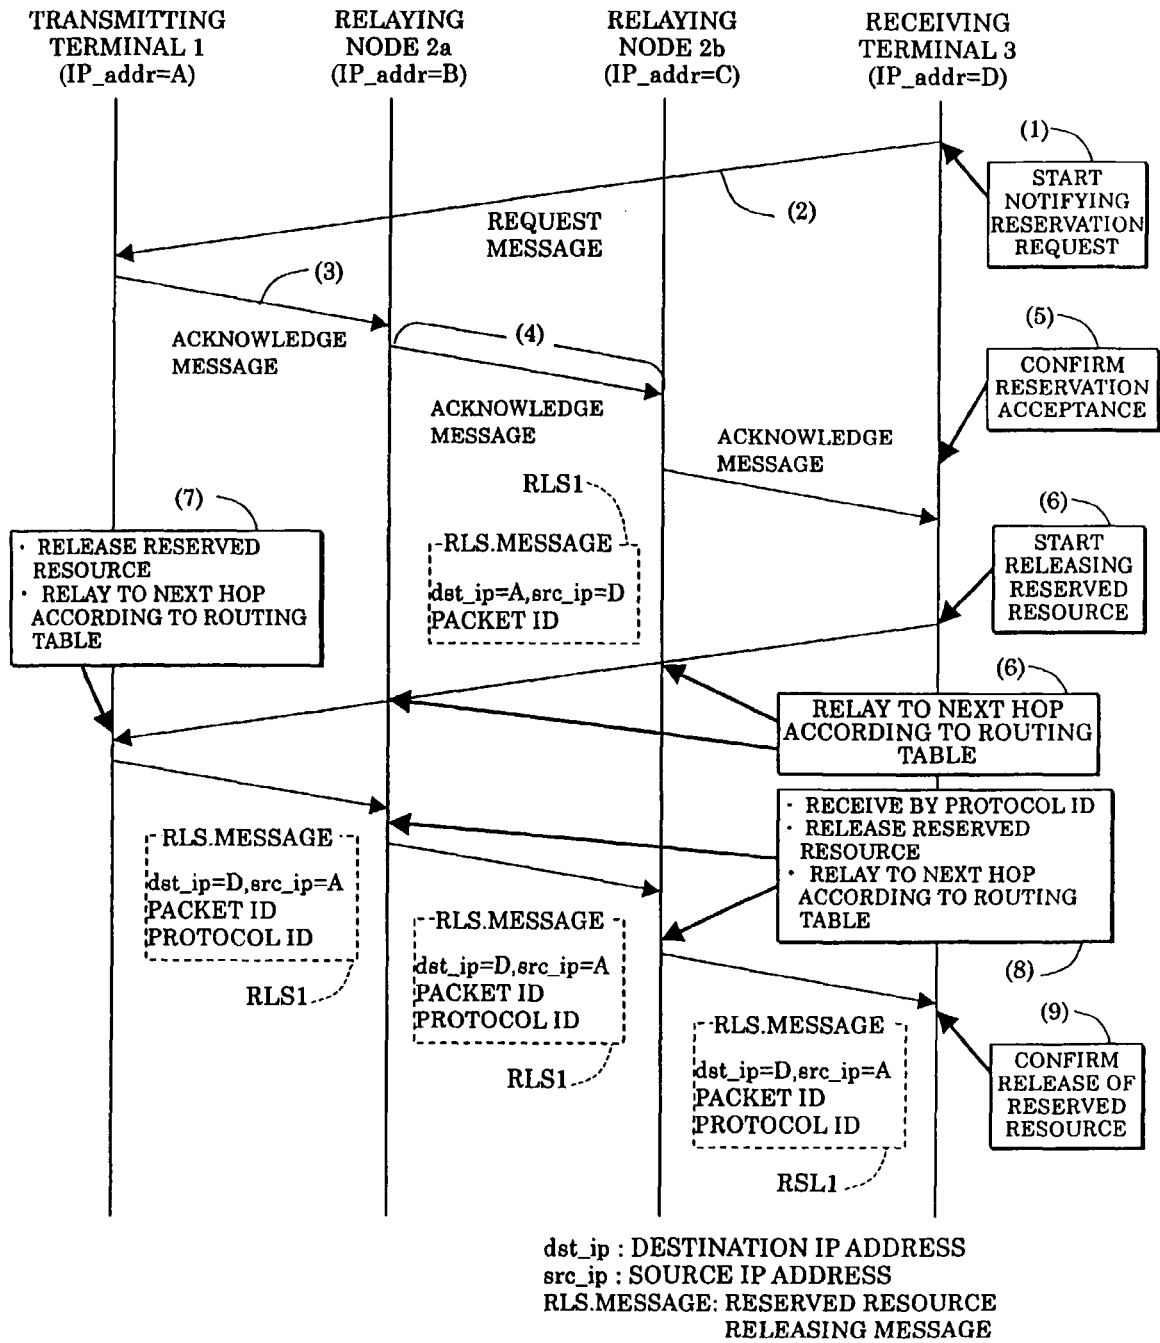 TRANSMITTING
TERMINAL 1
(IP_addr=A)
RELAYING
NODE 2a
(IP_addr=B)
RELAYING
NODE 2b
(IP_addr=C)
RECEIVING
TERMINAL 3
(IP_addr=D)
(1)
START
NOTIFYING
RESERVATION
REQUEST
(2)
REQUEST
MESSAGE
(3)
ACKNOWLEDGE
MESSAGE
(4)
(5)
CONFIRM
RESERVATION
ACCEPTANCE
ACKNOWLEDGE
MESSAGE
ACKNOWLEDGE
MESSAGE
RLS1
(7)
· RELEASE RESERVED
RESOURCE
· RELAY TO NEXT HOP
ACCORDING TO ROUTING
TABLE
RLS.MESSAGE
dst_ip=A,src_ip=D
PACKET ID
(6)
START
RELEASING
RESERVED
RESOURCE
(6)
RELAY TO NEXT HOP
ACCORDING TO ROUTING
TABLE
· RECEIVE BY PROTOCOL ID
· RELEASE RESERVED
RESOURCE
· RELAY TO NEXT HOP
ACCORDING TO ROUTING
TABLE
(8)
RLS.MESSAGE
dst_ip=D,src_ip=A
PACKET ID
PROTOCOL ID
RLS1
RLS.MESSAGE
dst_ip=D,src_ip=A
PACKET ID
PROTOCOL ID
RLS1
RLS.MESSAGE
dst_ip=D,src_ip=A
PACKET ID
PROTOCOL ID
RSL1
(9)
CONFIRM
RELEASE OF
RESERVED
RESOURCE
dst_ip : DESTINATION IP ADDRESS
src_ip : SOURCE IP ADDRESS
RLS.MESSAGE: RESERVED RESOURCE
RELEASING MESSAGE